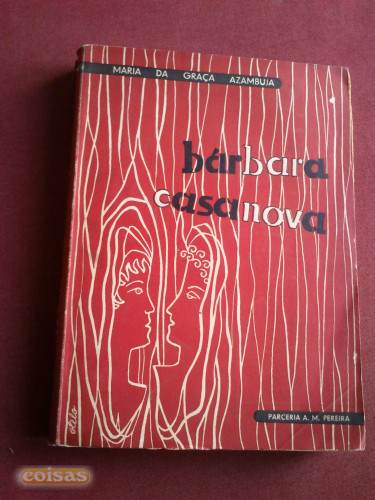 MARIA DA GRAÇA AZAMBUJA
bárbara
casanova
PARCERIA A. M. PEREIRA
coisas